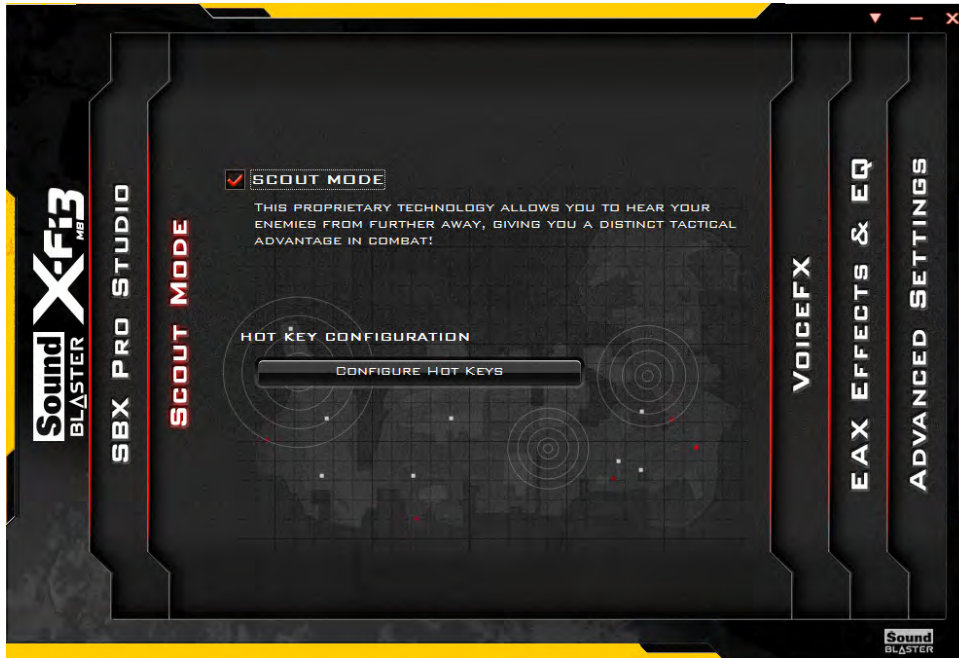 Sound
BLASTER
X-Fi3
MB
SBX PRO STUDIO
SCOUT MODE
SCOUT MODE
THIS PROPRIETARY TECHNOLOGY ALLOWS YOU TO HEAR YOUR
ENEMIES FROM FURTHER AWAY, GIVING YOU A DISTINCT TACTICAL
ADVANTAGE IN COMBAT!
HOT KEY CONFIGURATION
CONFIGURE HOT KEYS
VOICEFX
EAX EFFECTS & EQ
ADVANCED SETTINGS
Sound
BLASTER